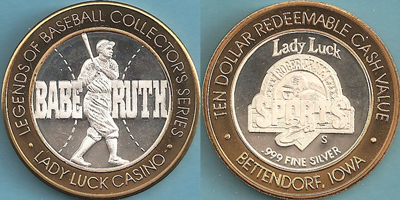 LEGENDS OF BASEBALL COLLECTOR'S SERIES
BABE RUTH
LADY LUCK CASINO
TEN DOLLAR REDEEMABLE CASH VALUE
Lady Luck
SPORTS
S
.999 FINE SILVER
BETTENDORF, IOWA